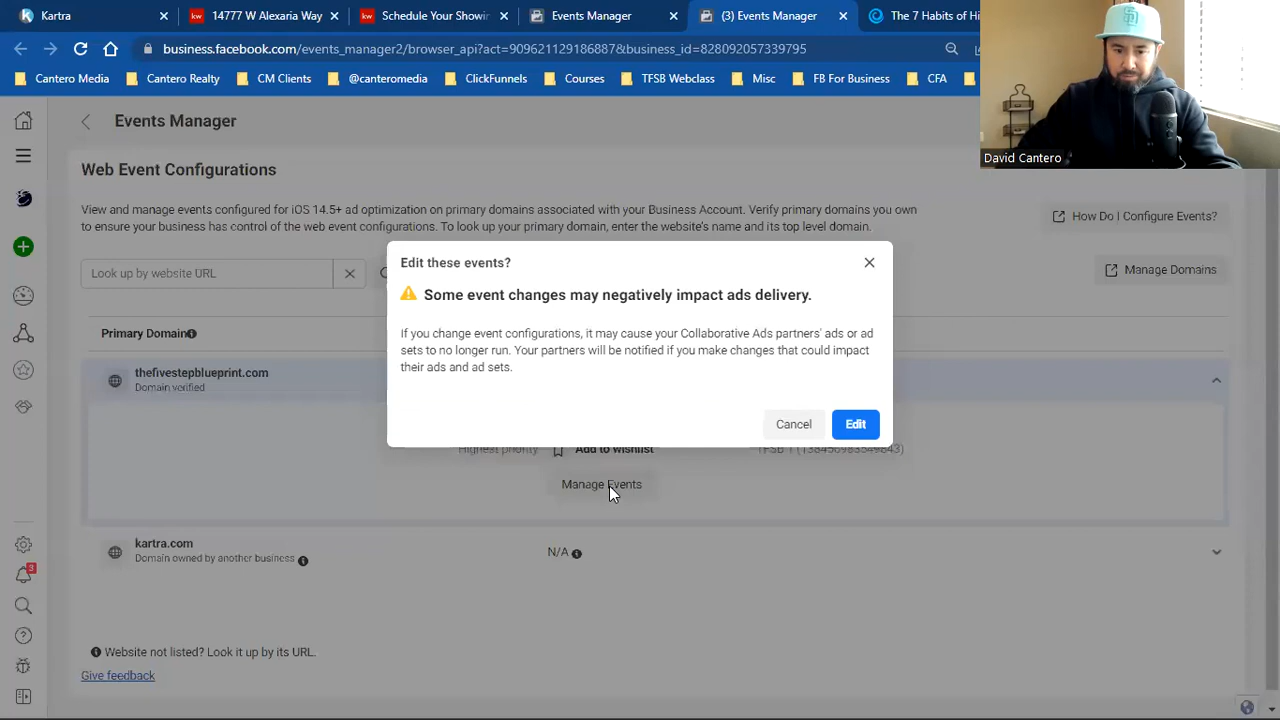 Kartra
14777 W Alexaria Way
Schedule Your Showin
Events Manager
(3) Events Manager
The 7 Habits of Hi
business.facebook.com/events_manager2/browser_api?act=909621129186887&business_id=828092057339795
Cantero Media
Cantero Realty
CM Clients
@canteromedia
ClickFunnels
Courses
TFSB Webclass
Misc
FB For Business
CFA
David Cantero
Events Manager
Web Event Configurations
View and manage events configured for iOS 14.5+ ad optimization on primary domains associated with your Business Account. Verify primary domains you own
to ensure your business has control of the web event configurations. To look up your primary domain, enter the website's name and its top level domain.
How Do I Configure Events?
Look up by website URL
Manage Domains
Edit these events?
Some event changes may negatively impact ads delivery.
If you change event configurations, it may cause your Collaborative Ads partners' ads or ad
sets to no longer run. Your partners will be notified if you make changes that could impact
their ads and ad sets.
Cancel
Edit
Primary Domain
thefivestepblueprint.com
Domain verified
Highest priority
Add to wishlist
Manage Events
kartra.com
Domain owned by another business
N/A
3
Website not listed? Look it up by its URL.
Give feedback